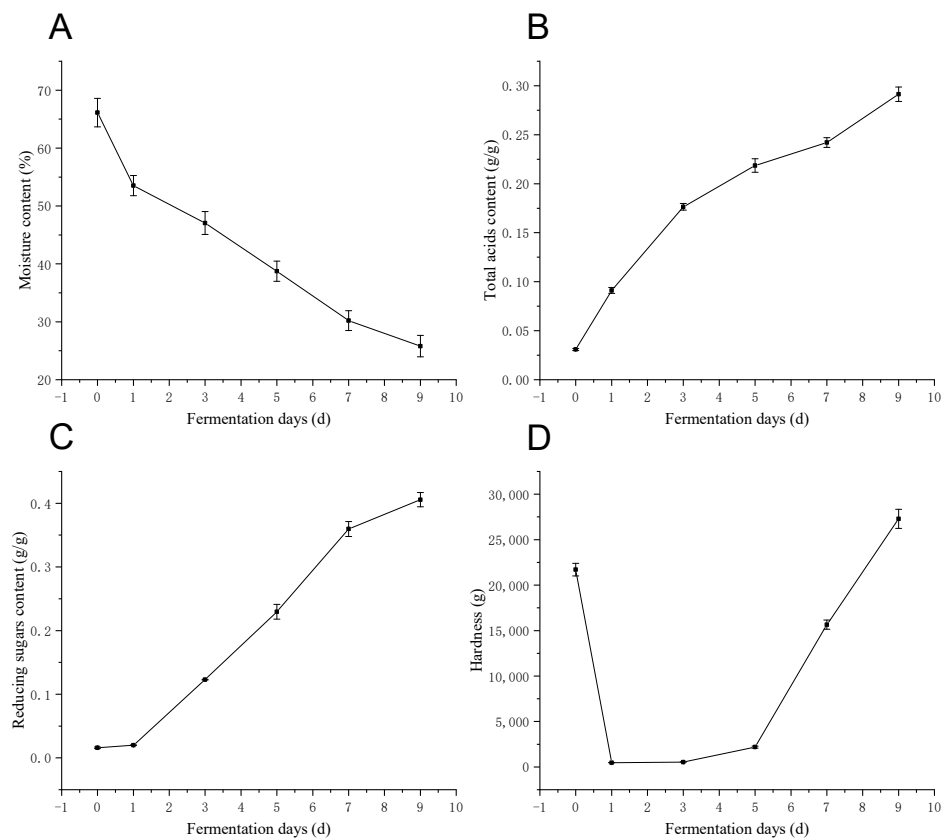 A
B
Moisture content (%)
70
60
50
40
30
20
-1 0 1 2 3 4 5 6 7 8 9 10
Fermentation days (d)
Total acids content (g/g)
0.30
0.25
0.20
0.15
0.10
0.05
0.00
-1 0 1 2 3 4 5 6 7 8 9 10
Fermentation days (d)
C
D
Reducing sugars content (g/g)
0.4
0.3
0.2
0.1
0.0
-1 0 1 2 3 4 5 6 7 8 9 10
Fermentation days (d)
Hardness (g)
30,000
25,000
20,000
15,000
10,000
5,000
0
-1 0 1 2 3 4 5 6 7 8 9 10
Fermentation days (d)